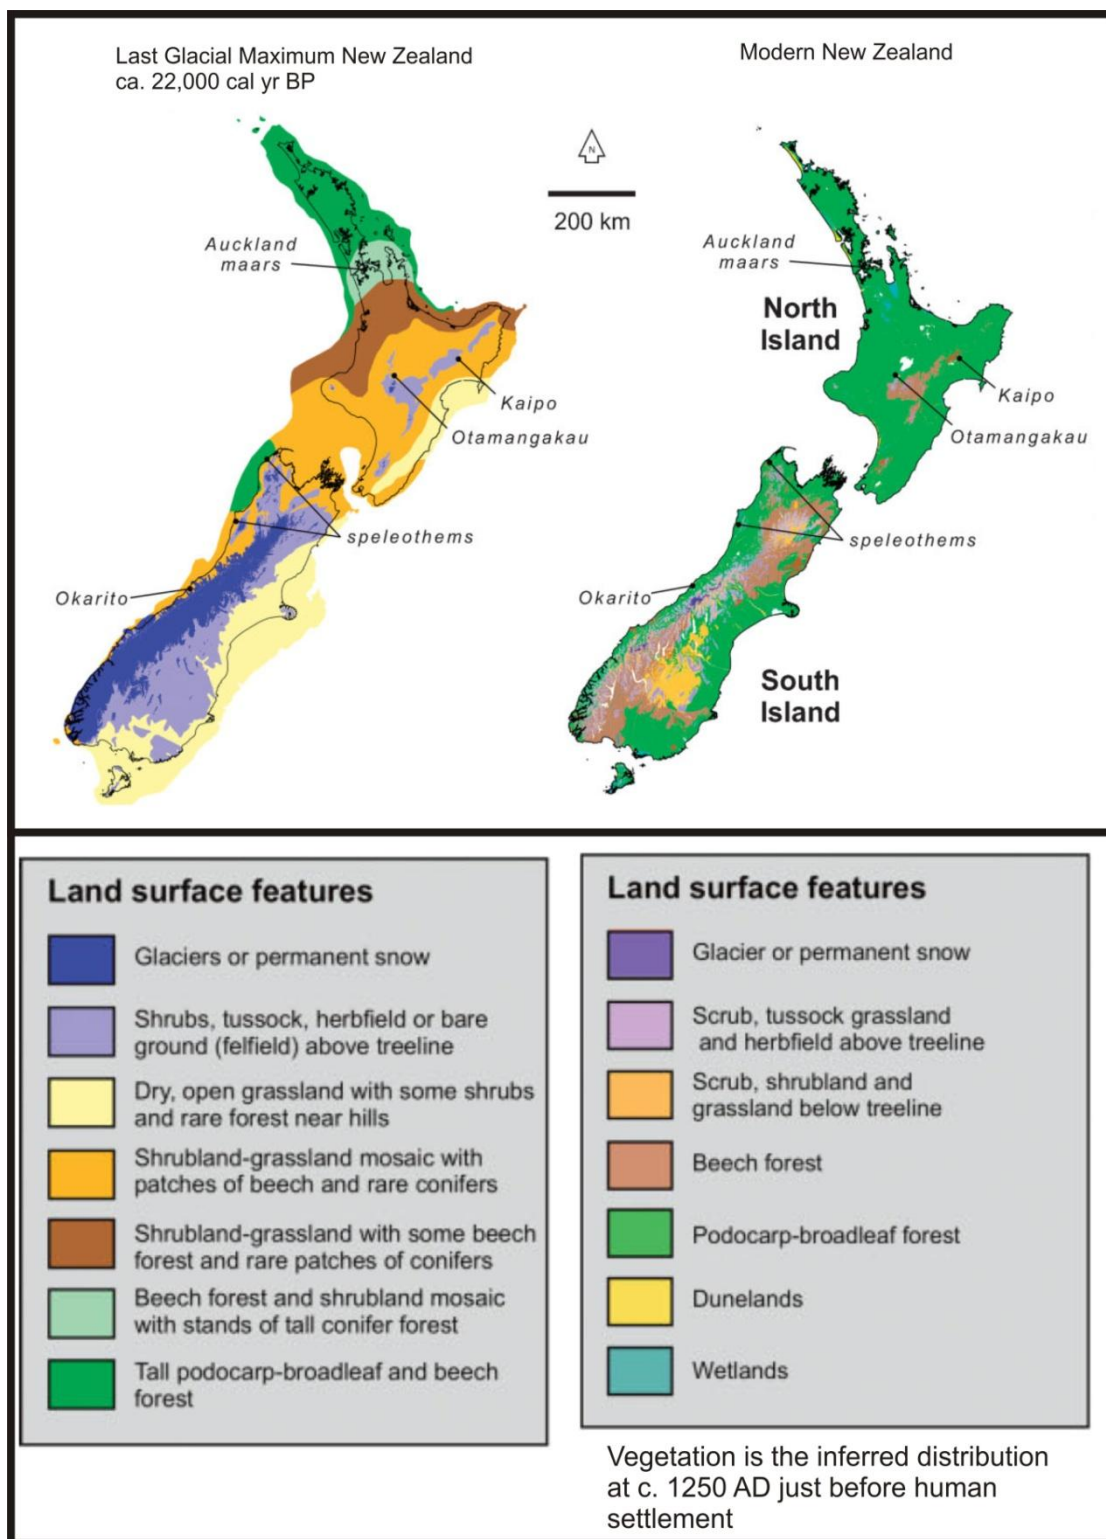 Last Glacial Maximum New Zealand
ca. 22,000 cal yr BP
Modern New Zealand
N
200 km
Auckland
maars
Kaipo
Otamangakau
speleothems
Okarito
Auckland
maars
North
Island
Kaipo
Otamangakau
speleothems
Okarito
South
Island
Land surface features
Glaciers or permanent snow
Shrubs, tussock, herbfield or bare
ground (felfield) above treeline
Dry, open grassland with some shrubs
and rare forest near hills
Shrubland-grassland mosaic with
patches of beech and rare conifers
Shrubland-grassland with some beech
forest and rare patches of conifers
Beech forest and shrubland mosaic
with stands of tall conifer forest
Tall podocarp-broadleaf and beech
forest
Land surface features
Glacier or permanent snow
Scrub, tussock grassland
and herbfield above treeline
Scrub, shrubland and
grassland below treeline
Beech forest
Podocarp-broadleaf forest
Dunelands
Wetlands
Vegetation is the inferred distribution
at c. 1250 AD just before human
settlement